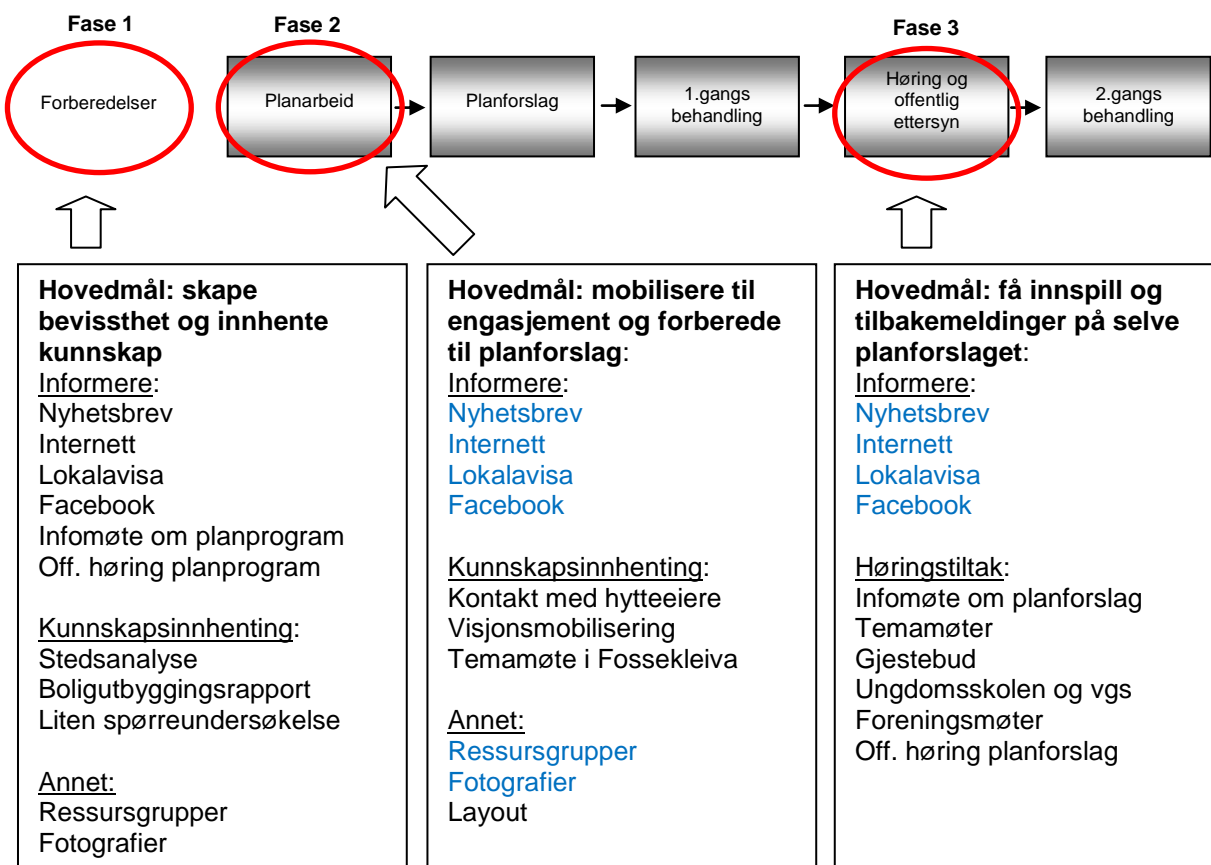 Fase 1
Fase 2
Fase 3
Forberedelser
Planarbeid
Planforslag
1.gangs
behandling
Høring og
offentlig
ettersyn
2.gangs
behandling
Hovedmål: skape
bevissthet og innhente
kunnskap
Informere:
Nyhetsbrev
Internett
Lokalavisa
Facebook
Infomøte om planprogram
Off. høring planprogram
Kunnskapsinnhenting:
Stedsanalyse
Boligutbyggingsrapport
Liten spørreundersøkelse
Annet:
Ressursgrupper
Fotografier
Hovedmål: mobilisere til
engasjement og forberede
til planforslag:
Informere:
Nyhetsbrev
Internett
Lokalavisa
Facebook
Kunnskapsinnhenting:
Kontakt med hytteeiere
Visjonsmobilisering
Temamøte i Fossekleiva
Annet:
Ressursgrupper
Fotografier
Layout
Hovedmål: få innspill og
tilbakemeldinger på selve
planforslaget:
Informere:
Nyhetsbrev
Internett
Lokalavisa
Facebook
Høringstiltak:
Infomøte om planforslag
Temamøter
Gjestebud
Ungdomsskolen og vgs
Foreningsmøter
Off. høring planforslag